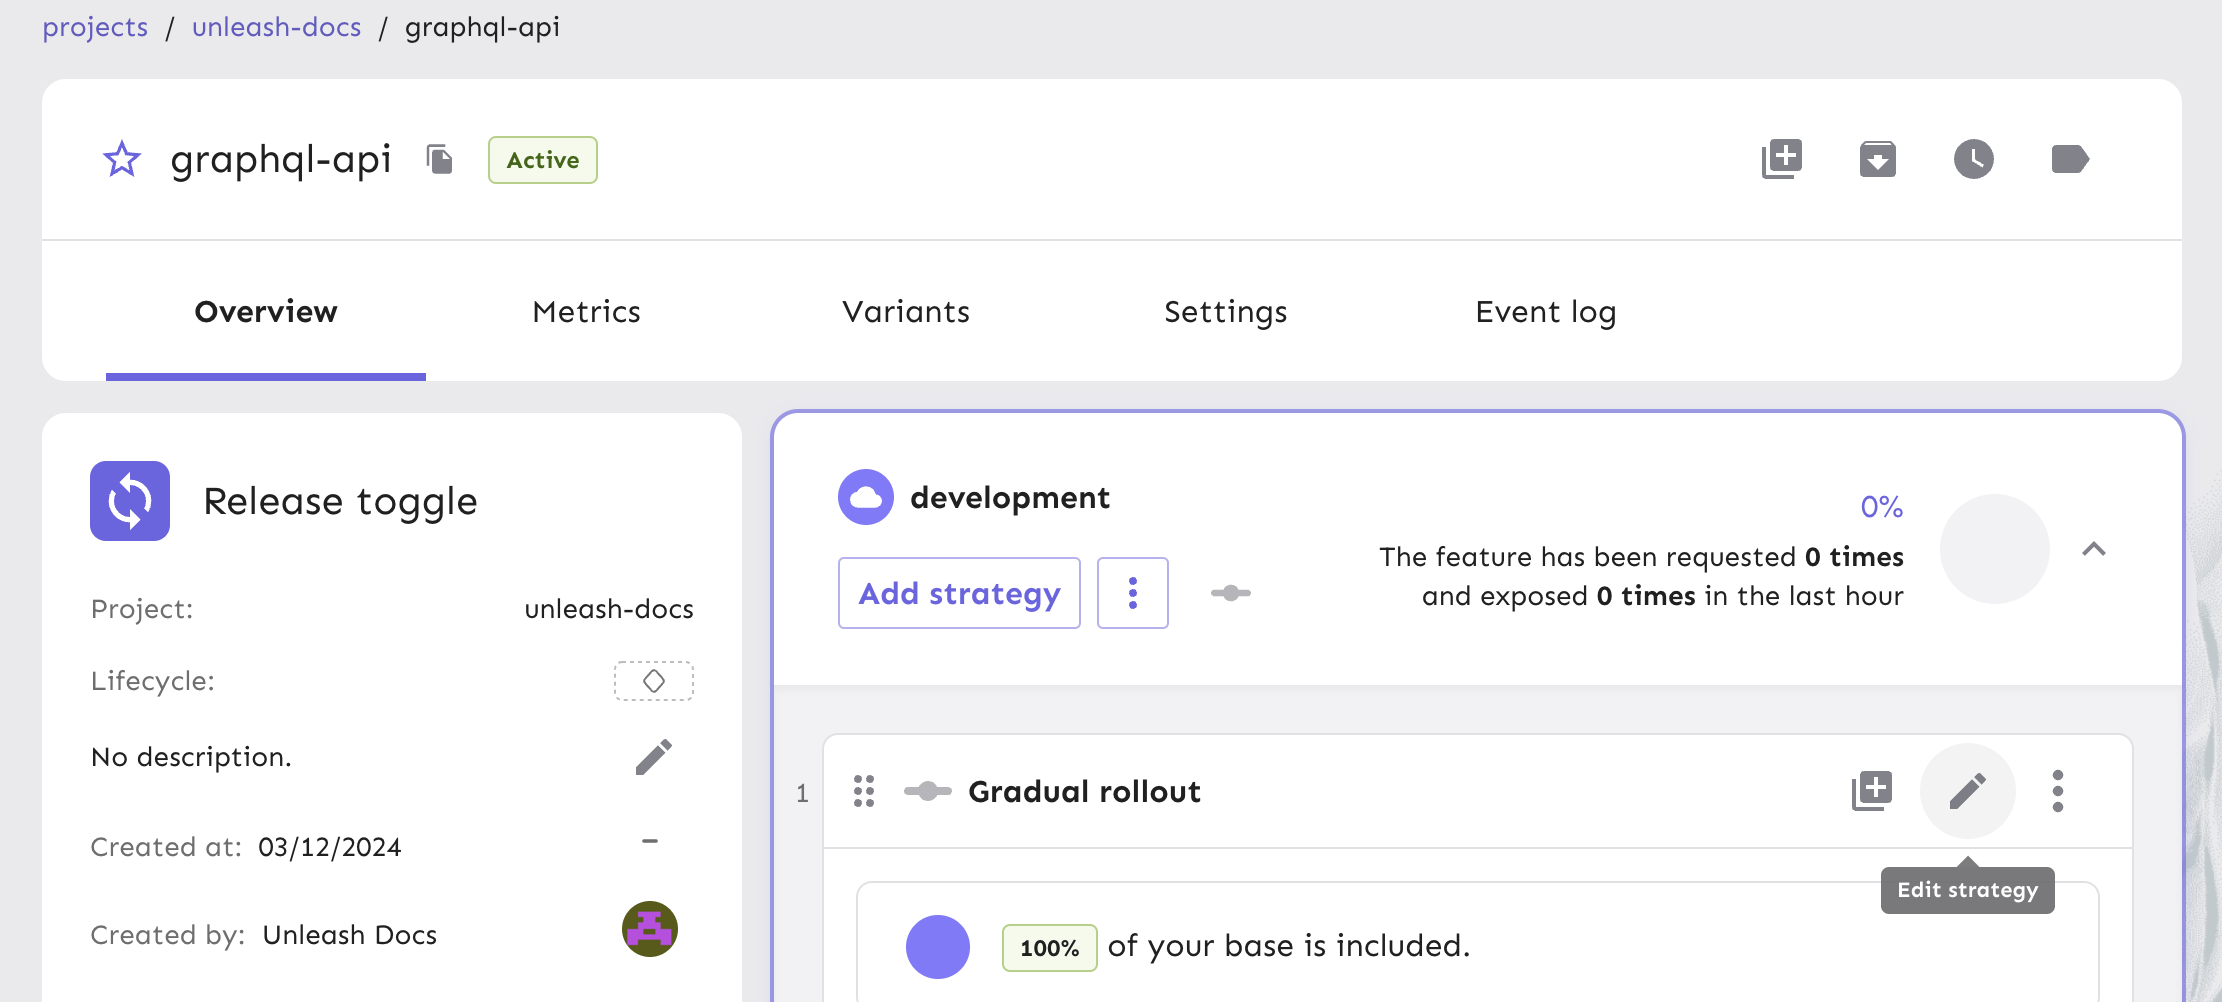 projects / unleash-docs / graphql-api
graphql-api Active
Overview Metrics Variants Settings Event log
Release toggle
Project: unleash-docs
Lifecycle:
No description.
Created at: 03/12/2024 –
Created by: Unleash Docs
development
Add strategy
0%
The feature has been requested 0 times
and exposed 0 times in the last hour
1 Gradual rollout
Edit strategy
100% of your base is included.